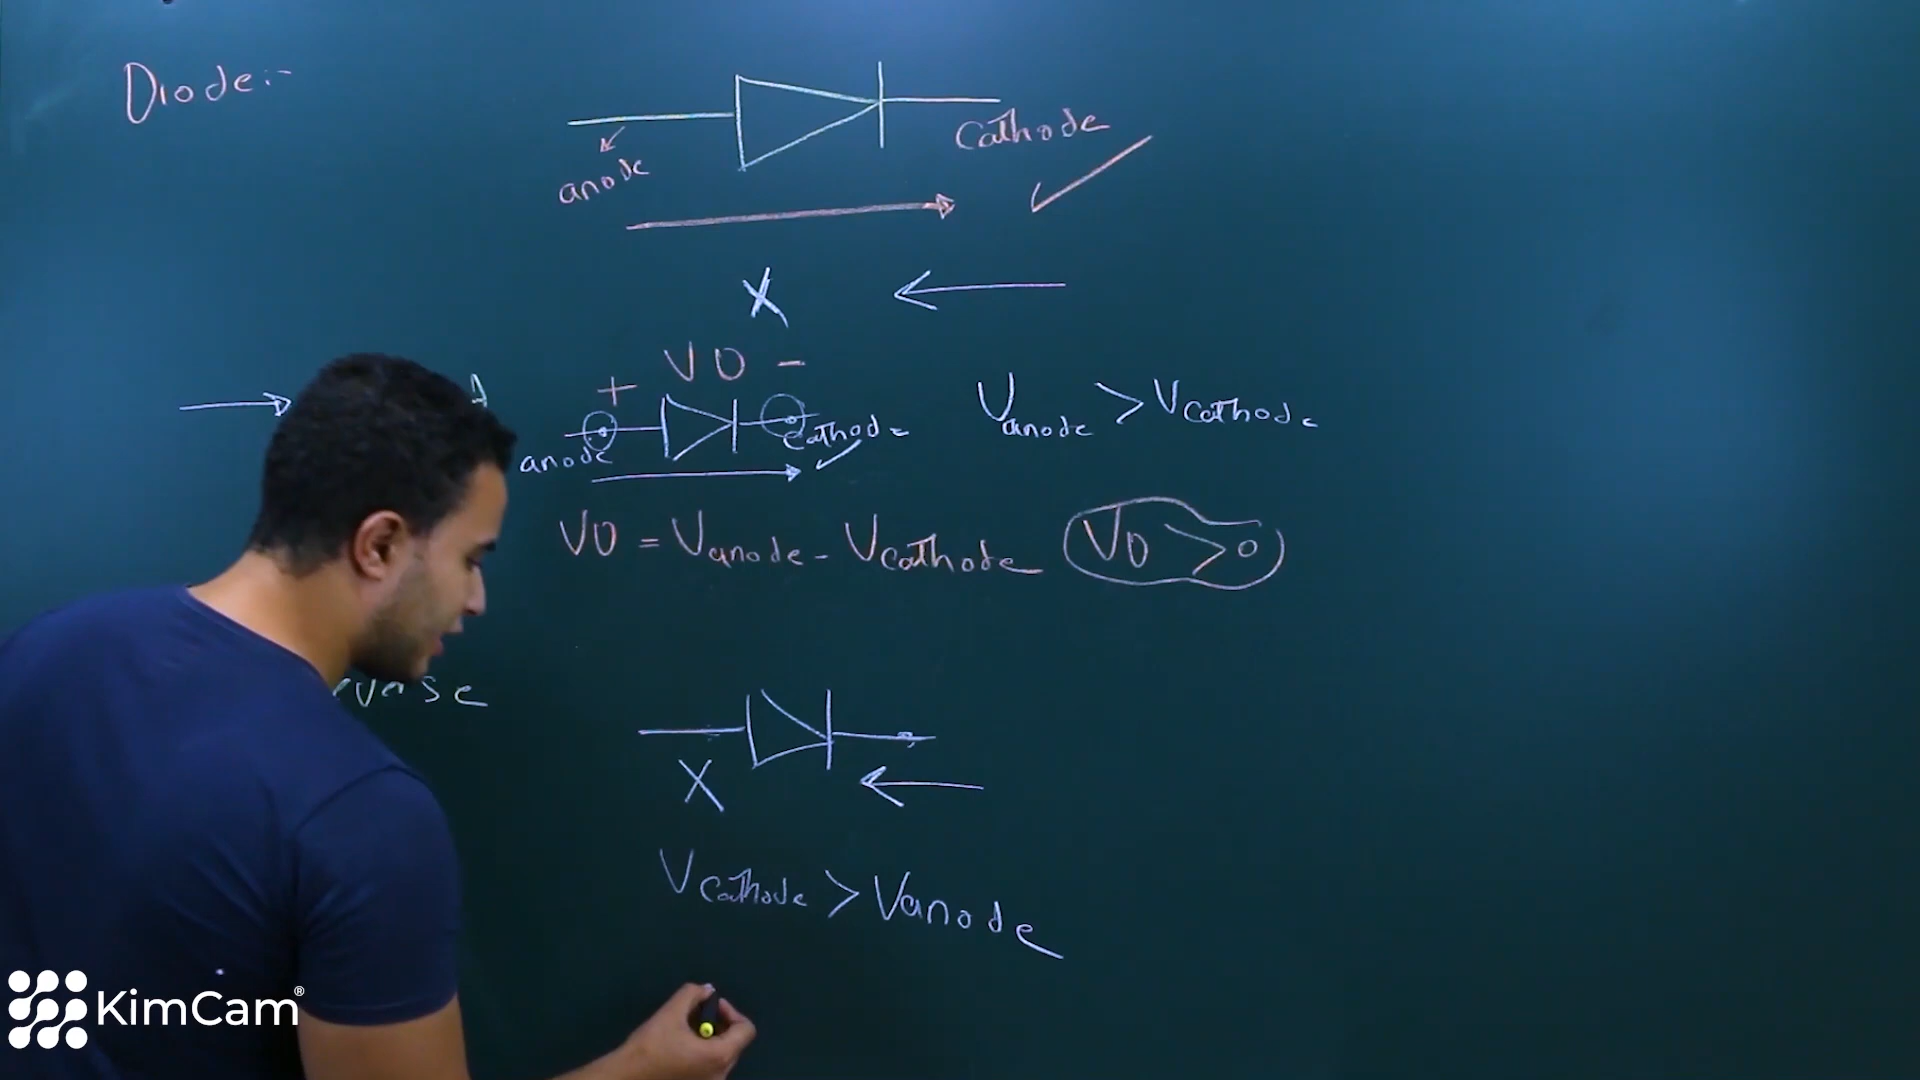 Diode:-
Cathode
anode
X
VD
+ -
anode
Cathode
Vanode > VCathode
VD = Vanode - VCathode
VD > 0
X
VCathode > Vanode
KimCam®